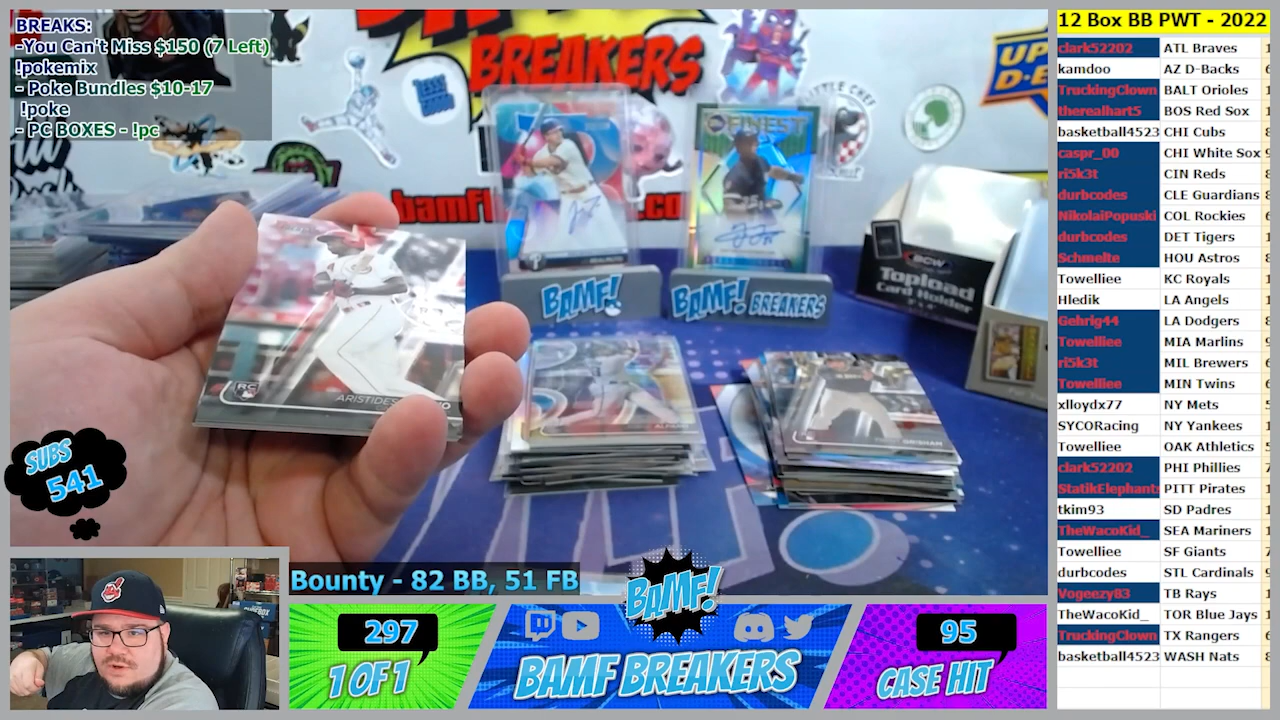 BREAKS:
-You Can't Miss $150 (7 Left)
!pokemix
- Poke Bundles $10-17
!poke
- PC BOXES - !pc
BREAKERS
FINEST
BAMF!
BAMF! BREAKERS
BCW
Topload
Card Holder
RC
GRISHAM
SUBS
541
Bounty - 82 BB, 51 FB
BAMF!
297
1 OF 1
BAMF BREAKERS
95
CASE HIT
12 Box BB PWT - 2022
clark52202 ATL Braves
kamdoo AZ D-Backs
TruckingClown BALT Orioles
therealhart5 BOS Red Sox
basketball4523 CHI Cubs
caspr_00 CHI White Sox
ri5k3t CIN Reds
durbcodes CLE Guardians
NikolaiPopuski COL Rockies
durbcodes DET Tigers
Schmelte HOU Astros
Towelliee KC Royals
Hledik LA Angels
Gehrig44 LA Dodgers
Towelliee MIA Marlins
ri5k3t MIL Brewers
Towelliee MIN Twins
xlloydx77 NY Mets
SYCORacing NY Yankees
Towelliee OAK Athletics
clark52202 PHI Phillies
StatikElephants PITT Pirates
tkim93 SD Padres
TheWacoKid_ SEA Mariners
Towelliee SF Giants
durbcodes STL Cardinals
Vogeezy83 TB Rays
TheWacoKid_ TOR Blue Jays
TruckingClown TX Rangers
basketball4523 WASH Nats